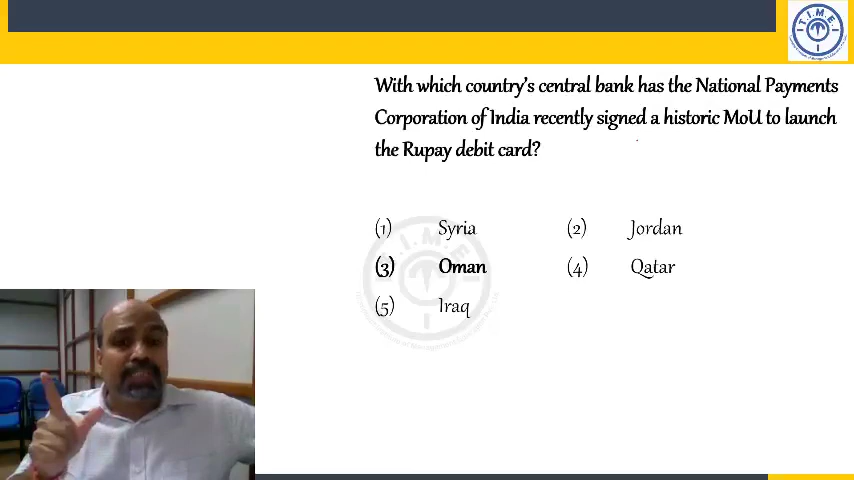 T.I.M.E.
With which country's central bank has the National Payments
Corporation of India recently signed a historic MoU to launch
the Rupay debit card?
(1) Syria (2) Jordan
(3) Oman (4) Qatar
(5) Iraq
T.I.M.E.